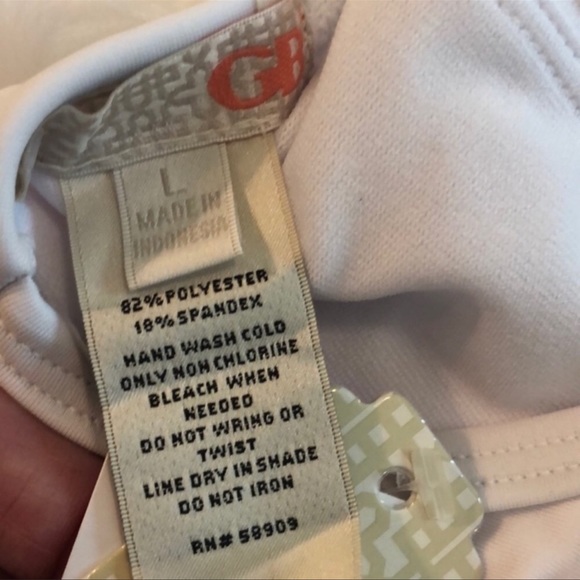 GR
L
MADE IN
INDONESIA
82% POLYESTER
18% SPANDEX
HAND WASH COLD
ONLY NON CHLORINE
BLEACH WHEN
NEEDED
DO NOT WRING OR
TWIST
LINE DRY IN SHADE
DO NOT IRON
RN# 58909